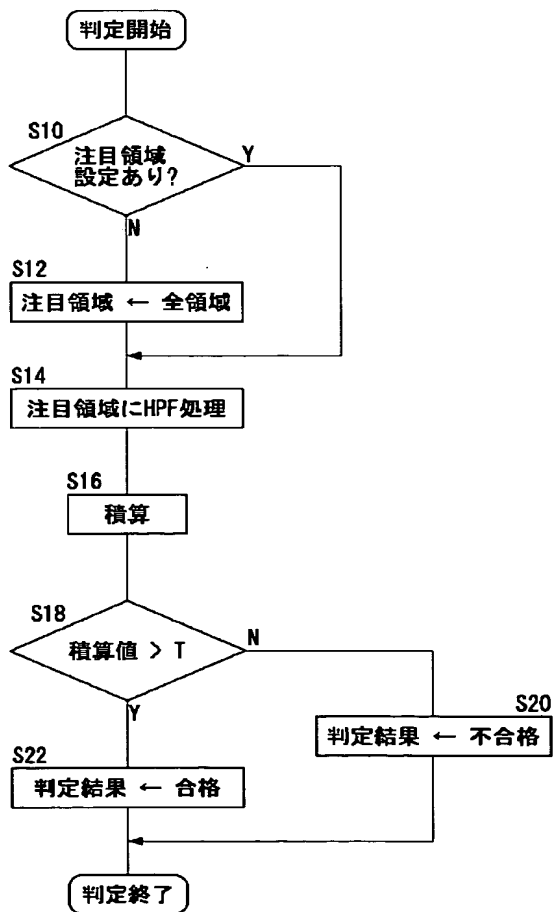 判定開始
S10
注目領域
設定あり?
Y
N
S12
注目領域 ← 全領域
S14
注目領域にHPF処理
S16
積算
S18
積算値 > T
N
Y
S20
判定結果 ← 不合格
S22
判定結果 ← 合格
判定終了